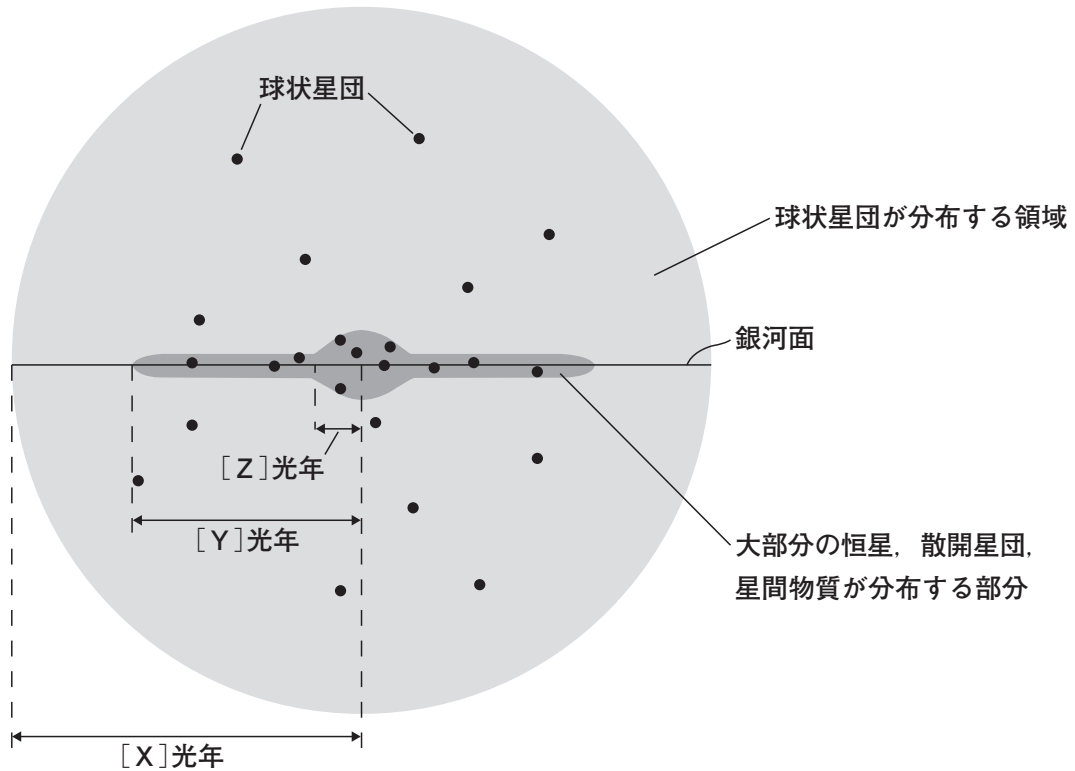 球状星団
球状星団が分布する領域
銀河面
［Z］光年
［Y］光年
大部分の恒星，散開星団，
星間物質が分布する部分
［X］光年